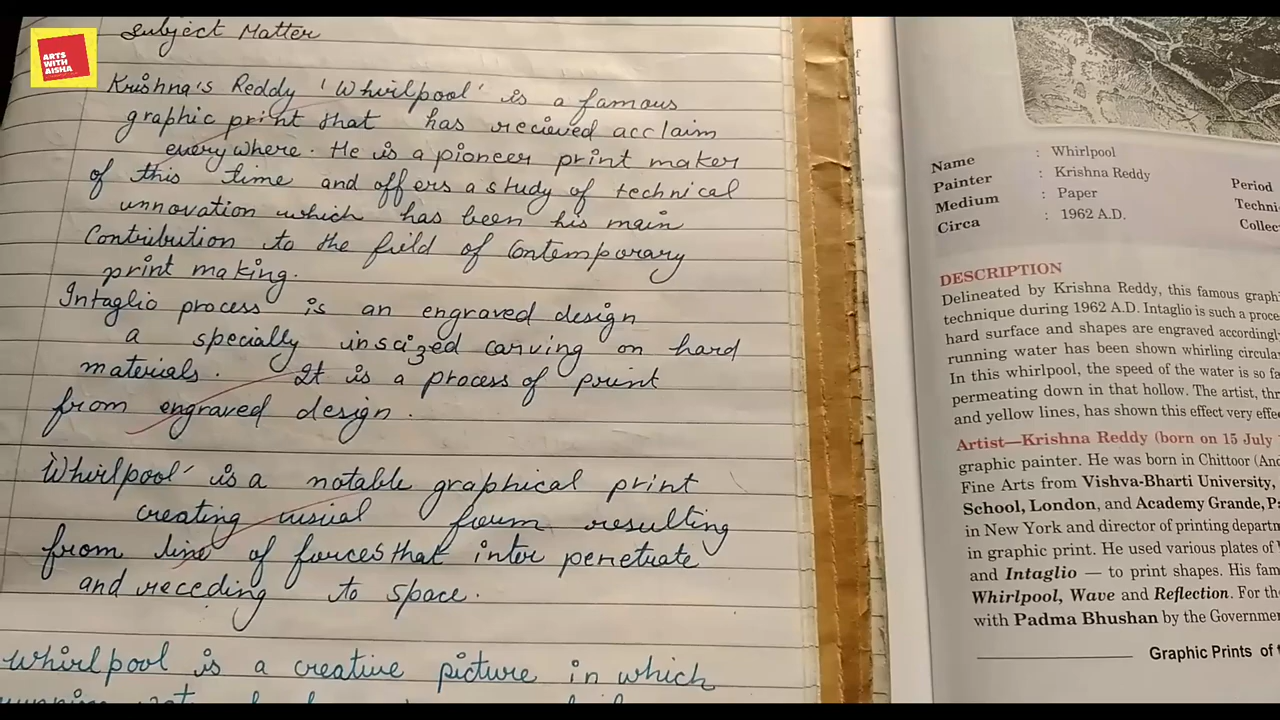 ARTS
WITH
AISHA
Subject Matter
Krishna's Reddy 'Whirlpool' is a famous
graphic print that has recieved acclaim
everywhere. He is a pioneer print maker
of this time and offers a study of technical
unnovation which has been his main
Contribution to the field of Contemporary
print making.
Intaglio process is an engraved design
a specially inscized carving on hard
materials. It is a process of print
from engraved design.
Whirlpool' is a notable graphical print
creating visual foum resulting
from line of forces that inter penetrate
and receding to space.
Whirlpool is a creative picture in which
Name : Whirlpool
Painter : Krishna Reddy
Medium : Paper
Circa : 1962 A.D.
Period
Techni
Collec
DESCRIPTION
Delineated by Krishna Reddy, this famous graphi
technique during 1962 A.D. Intaglio is such a proce
hard surface and shapes are engraved accordingly
running water has been shown whirling circular
In this whirlpool, the speed of the water is so fa
permeating down in that hollow. The artist, thr
and yellow lines, has shown this effect very effe
Artist—Krishna Reddy (born on 15 July
graphic painter. He was born in Chittoor (And
Fine Arts from Vishva-Bharti University,
School, London, and Academy Grande, Pa
in New York and director of printing departm
in graphic print. He used various plates of
and Intaglio — to print shapes. His fam
Whirlpool, Wave and Reflection. For the
with Padma Bhushan by the Governmen
Graphic Prints of t